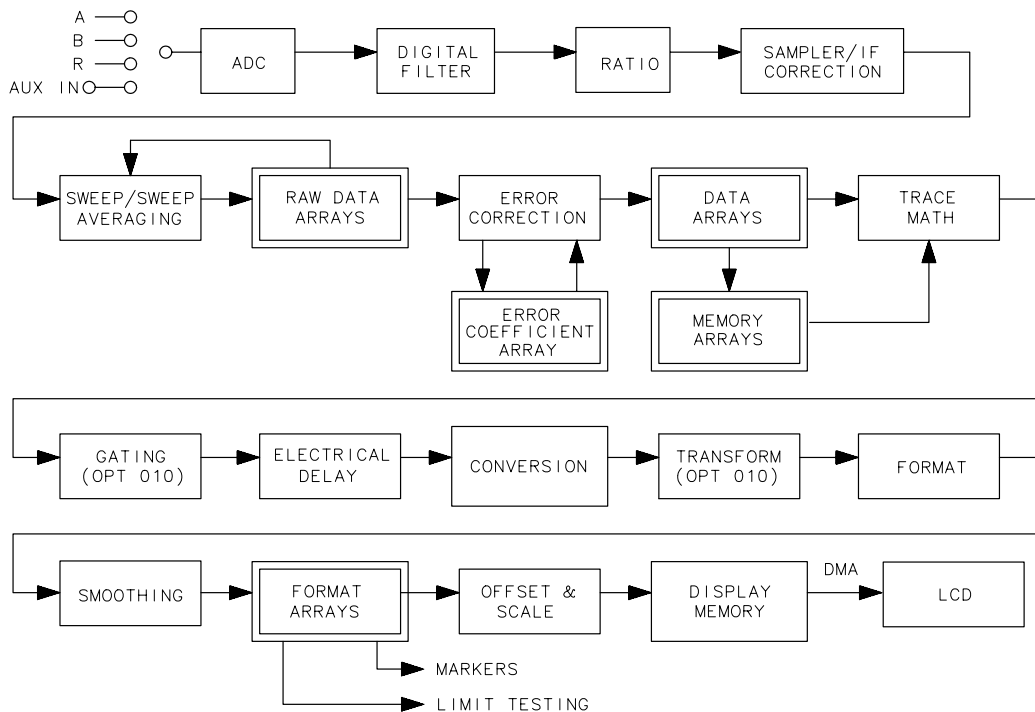 A
B
R
AUX IN
ADC
DIGITAL
FILTER
RATIO
SAMPLER/IF
CORRECTION
SWEEP/SWEEP
AVERAGING
RAW DATA
ARRAYS
ERROR
CORRECTION
DATA
ARRAYS
TRACE
MATH
ERROR
COEFFICIENT
ARRAY
MEMORY
ARRAYS
GATING
(OPT 010)
ELECTRICAL
DELAY
CONVERSION
TRANSFORM
(OPT 010)
FORMAT
SMOOTHING
FORMAT
ARRAYS
OFFSET &
SCALE
DISPLAY
MEMORY
DMA
LCD
MARKERS
LIMIT TESTING